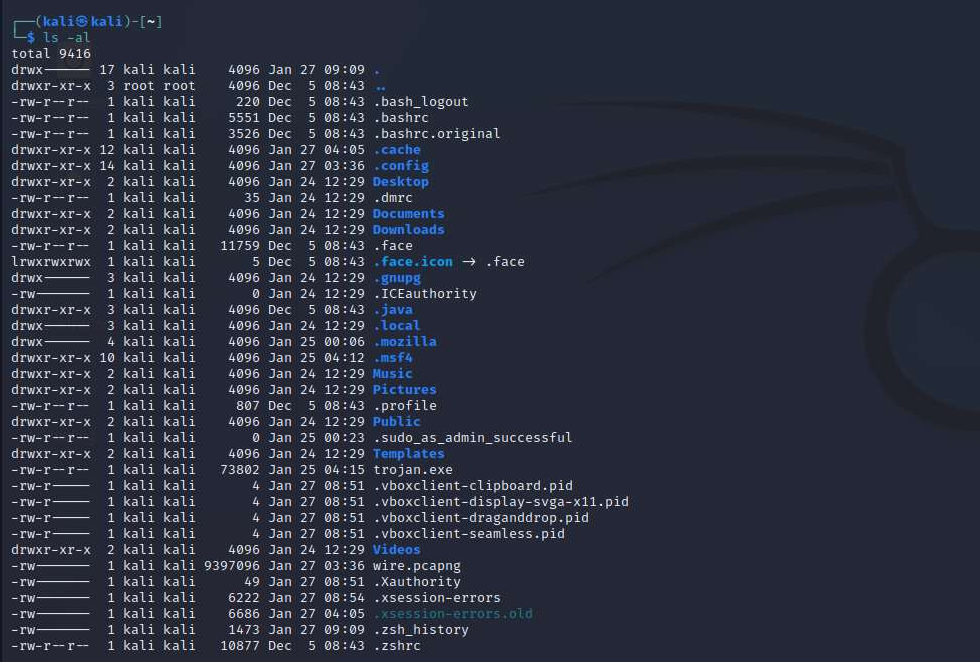 ┌──(kali㉿kali)-[~]
└─$ ls -al
total 9416
drwx------ 17 kali kali    4096 Jan 27 09:09 .
drwxr-xr-x  3 root root    4096 Dec  5 08:43 ..
-rw-r--r--  1 kali kali     220 Dec  5 08:43 .bash_logout
-rw-r--r--  1 kali kali    5551 Dec  5 08:43 .bashrc
-rw-r--r--  1 kali kali    3526 Dec  5 08:43 .bashrc.original
drwxr-xr-x 12 kali kali    4096 Jan 27 04:05 .cache
drwxr-xr-x 14 kali kali    4096 Jan 27 03:36 .config
drwxr-xr-x  2 kali kali    4096 Jan 24 12:29 Desktop
-rw-r--r--  1 kali kali      35 Jan 24 12:29 .dmrc
drwxr-xr-x  2 kali kali    4096 Jan 24 12:29 Documents
drwxr-xr-x  2 kali kali    4096 Jan 24 12:29 Downloads
-rw-r--r--  1 kali kali   11759 Dec  5 08:43 .face
lrwxrwxrwx  1 kali kali       5 Dec  5 08:43 .face.icon -> .face
drwx------  3 kali kali    4096 Jan 24 12:29 .gnupg
-rw-------  1 kali kali       0 Jan 24 12:29 .ICEauthority
drwxr-xr-x  3 kali kali    4096 Dec  5 08:43 .java
drwx------  3 kali kali    4096 Jan 24 12:29 .local
drwx------  4 kali kali    4096 Jan 25 00:06 .mozilla
drwxr-xr-x 10 kali kali    4096 Jan 25 04:12 .msf4
drwxr-xr-x  2 kali kali    4096 Jan 24 12:29 Music
drwxr-xr-x  2 kali kali    4096 Jan 24 12:29 Pictures
-rw-r--r--  1 kali kali     807 Dec  5 08:43 .profile
drwxr-xr-x  2 kali kali    4096 Jan 24 12:29 Public
-rw-r--r--  1 kali kali       0 Jan 25 00:23 .sudo_as_admin_successful
drwxr-xr-x  2 kali kali    4096 Jan 24 12:29 Templates
-rw-r--r--  1 kali kali   73802 Jan 25 04:15 trojan.exe
-rw-r-----  1 kali kali       4 Jan 27 08:51 .vboxclient-clipboard.pid
-rw-r-----  1 kali kali       4 Jan 27 08:51 .vboxclient-display-svga-x11.pid
-rw-r-----  1 kali kali       4 Jan 27 08:51 .vboxclient-draganddrop.pid
-rw-r-----  1 kali kali       4 Jan 27 08:51 .vboxclient-seamless.pid
drwxr-xr-x  2 kali kali    4096 Jan 24 12:29 Videos
-rw-------  1 kali kali 9397096 Jan 27 03:36 wire.pcapng
-rw-------  1 kali kali      49 Jan 27 08:51 .Xauthority
-rw-------  1 kali kali    6222 Jan 27 08:54 .xsession-errors
-rw-------  1 kali kali    6686 Jan 27 04:05 .xsession-errors.old
-rw-------  1 kali kali    1473 Jan 27 09:09 .zsh_history
-rw-r--r--  1 kali kali   10877 Dec  5 08:43 .zshrc